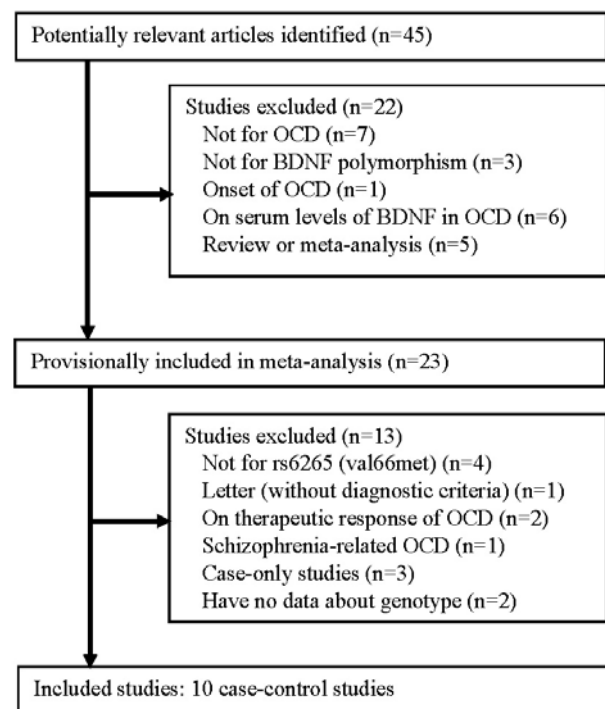 Potentially relevant articles identified (n=45)
Studies excluded (n=22)
Not for OCD (n=7)
Not for BDNF polymorphism (n=3)
Onset of OCD (n=1)
On serum levels of BDNF in OCD (n=6)
Review or meta-analysis (n=5)
Provisionally included in meta-analysis (n=23)
Studies excluded (n=13)
Not for rs6265 (val66met) (n=4)
Letter (without diagnostic criteria) (n=1)
On therapeutic response of OCD (n=2)
Schizophrenia-related OCD (n=1)
Case-only studies (n=3)
Have no data about genotype (n=2)
Included studies: 10 case-control studies